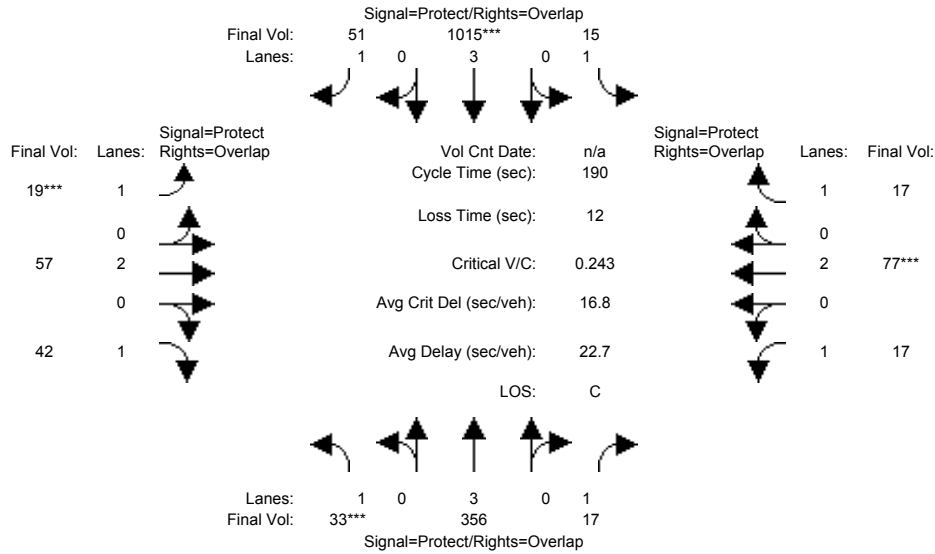 Signal=Protect/Rights=Overlap
Final Vol: 51 1015*** 15
Lanes: 1 0 3 0 1
Signal=Protect Signal=Protect
Final Vol: Lanes: Rights=Overlap Vol Cnt Date: n/a Rights=Overlap Lanes: Final Vol:
Cycle Time (sec): 190
19*** 1 1 17
Loss Time (sec): 12
0 0
57 2 Critical V/C: 0.243 2 77***
0 Avg Crit Del (sec/veh): 16.8 0
42 1 Avg Delay (sec/veh): 22.7 1 17
LOS: C
Lanes: 1 0 3 0 1
Final Vol: 33*** 356 17
Signal=Protect/Rights=Overlap